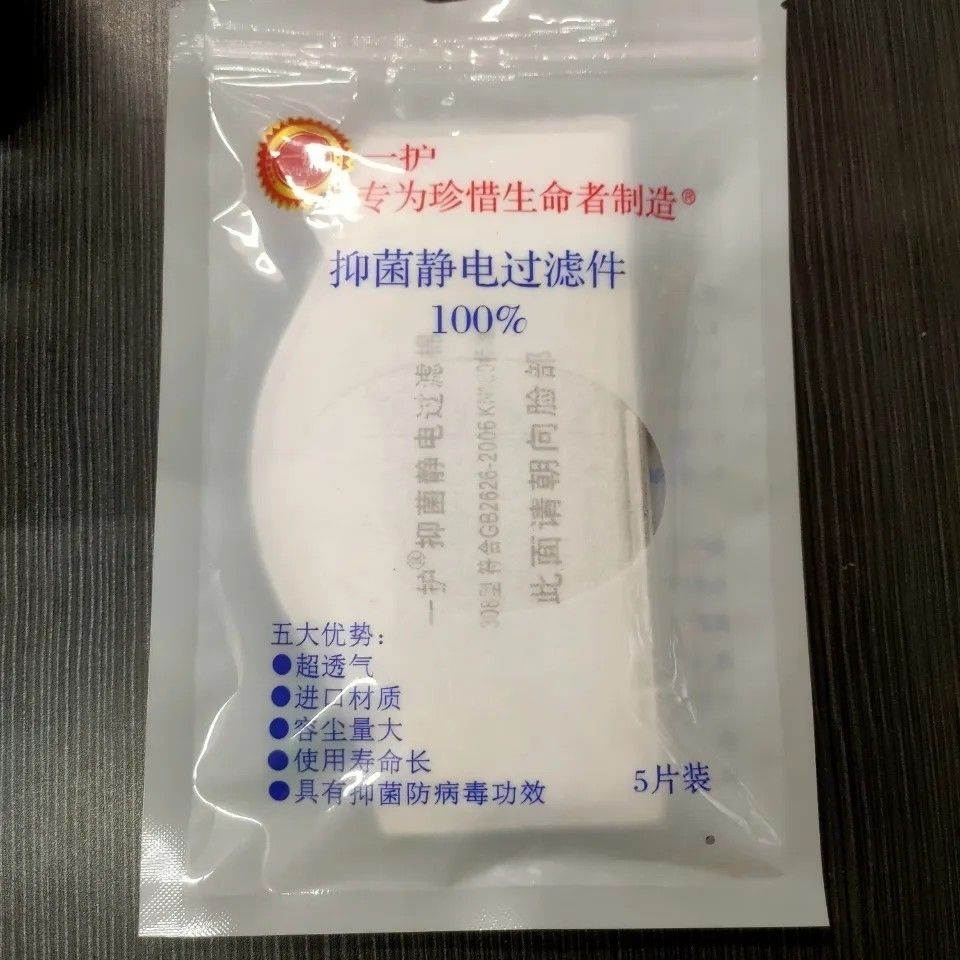 一护
专为珍惜生命者制造®
抑菌静电过滤件
100%
一护®抑菌静电过滤棉
308型 符合GB2626-2006
此面请朝向脸部
五大优势：
●超透气
●进口材质
●容尘量大
●使用寿命长
●具有抑菌防病毒功效
5片装